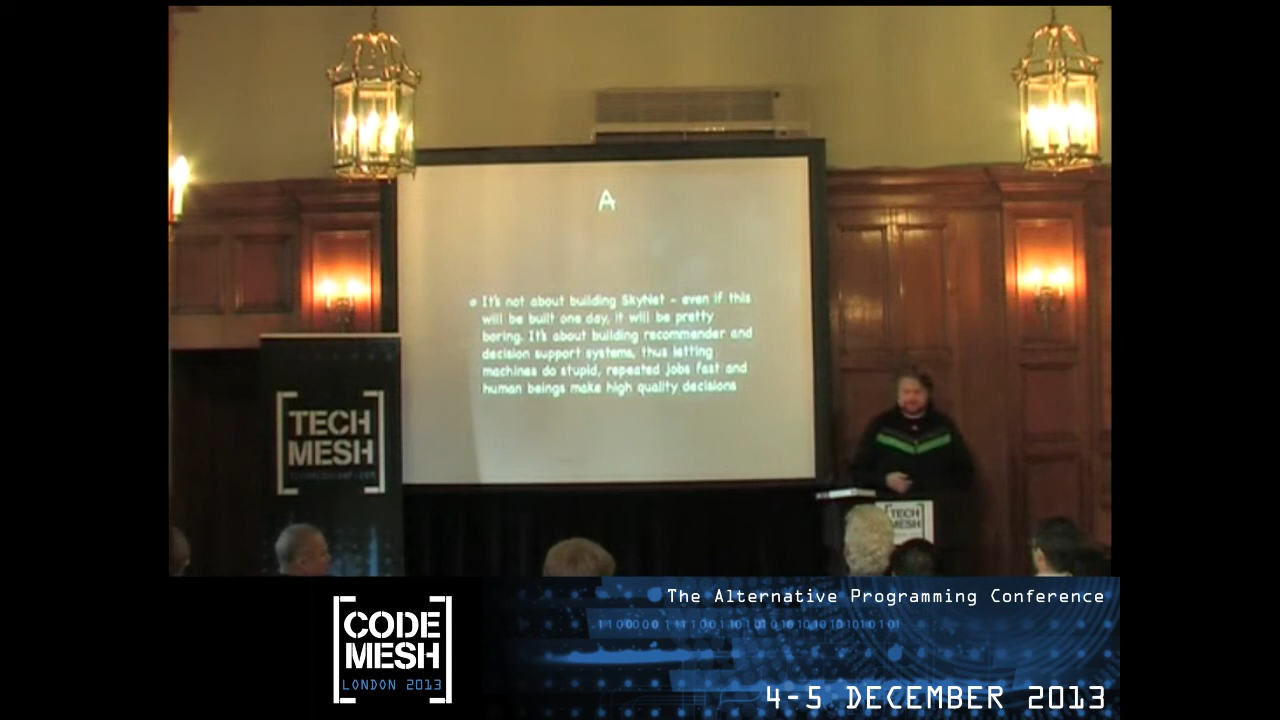 A
It's not about building SkyNet - even if this
will be built one day, it will be pretty
boring. It's about building recommender and
decision support systems, thus letting
machines do stupid, repeated jobs fast and
human beings make high quality decisions
TECH
MESH
TECH
MESH
CODE
MESH
LONDON 2013
The Alternative Programming Conference
4-5 DECEMBER 2013